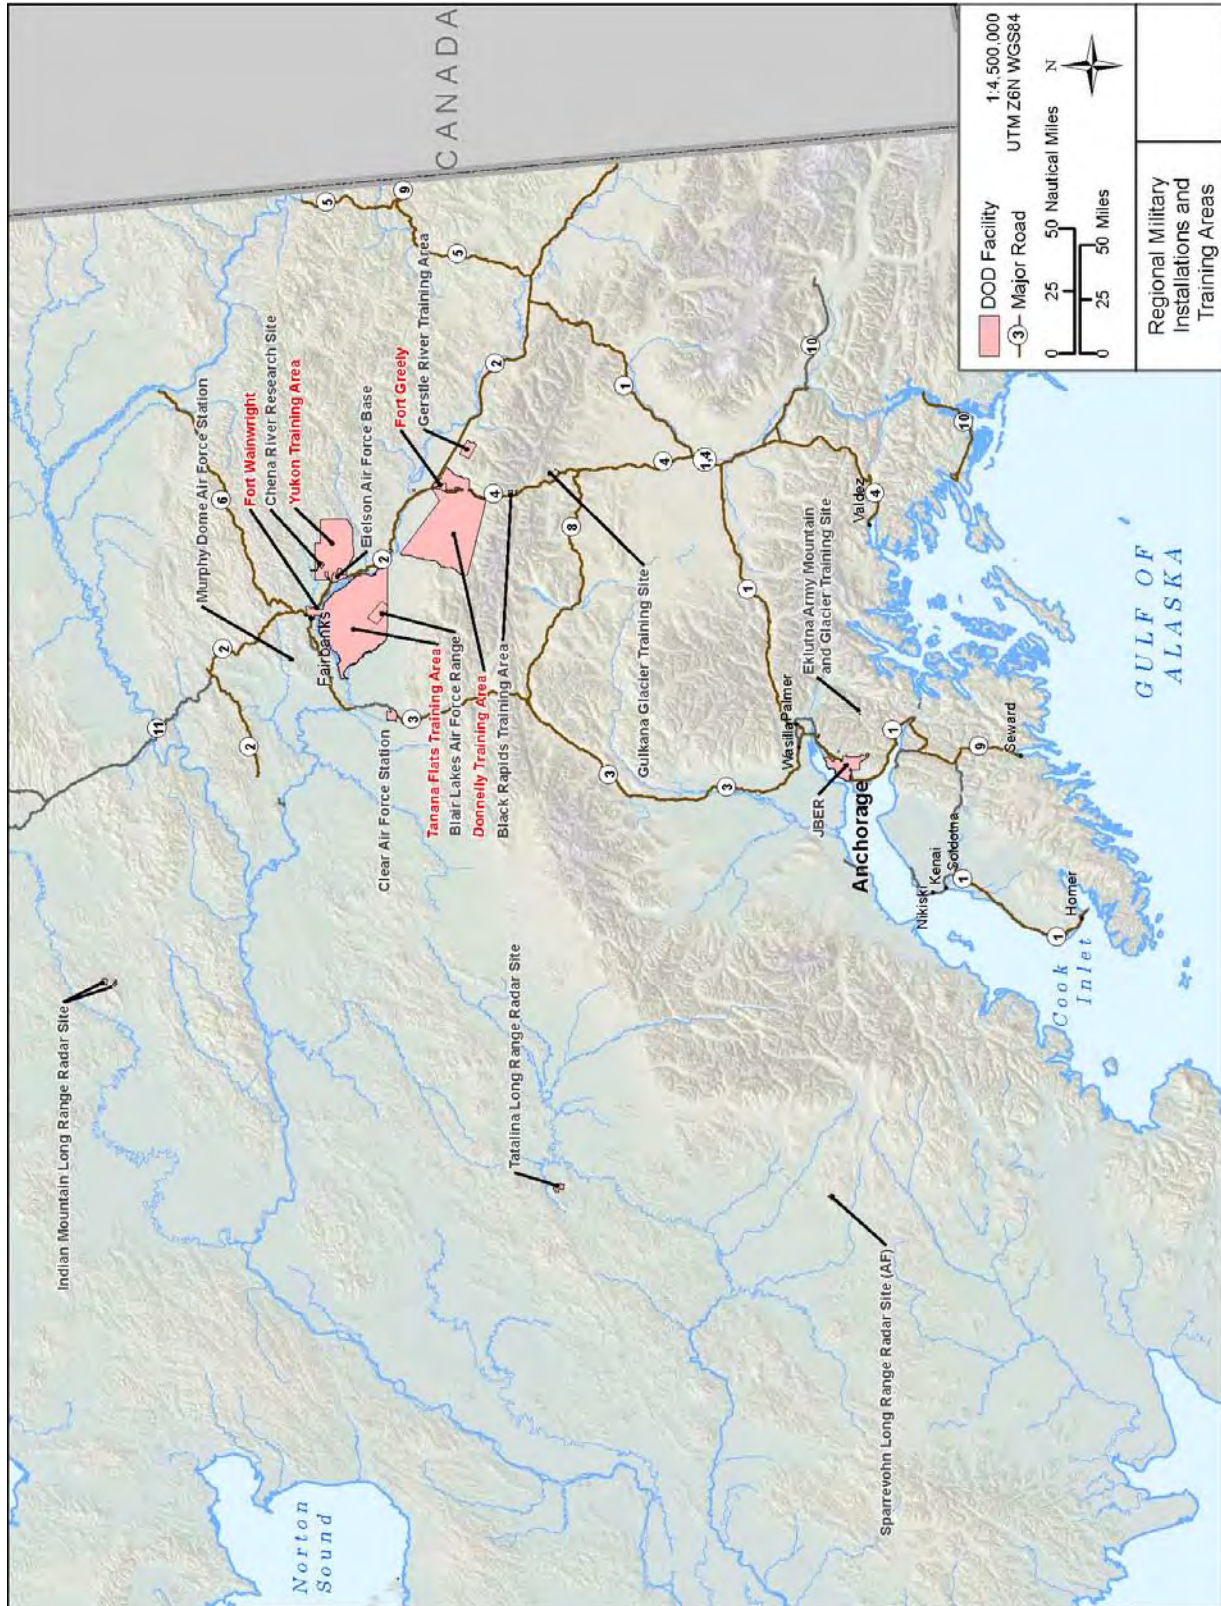 Indian Mountain Long Range Radar Site
Murphy Dome Air Force Station
Fort Wainwright
Chena River Research Site
Yukon Training Area
Eielson Air Force Base
Fort Greely
Gerstle River Training Area
CANADA
11
2
2
6
5
9
5
Fairbanks
2
2
Clear Air Force Station
3
Tanana Flats Training Area
Blair Lakes Air Force Range
Donnelly Training Area
Black Rapids Training Area
4
8
Norton
Sound
Tatalina Long Range Radar Site
3
3
Gulkana Glacier Training Site
4
1
1,4
1
10
Wasilla
Palmer
JBER
Anchorage
Eklutna Army Mountain
and Glacier Training Site
Valdez
4
10
1
Sparrevohn Long Range Radar Site (AF)
Nikiski
Kenai
Soldotna
1
9
Seward
1
Homer
Cook
Inlet
GULF OF
ALASKA
DOD Facility
3
Major Road
1:4,500,000
UTM Z6N WGS84
N
0
25
50 Nautical Miles
0
25
50 Miles
Regional Military
Installations and
Training Areas